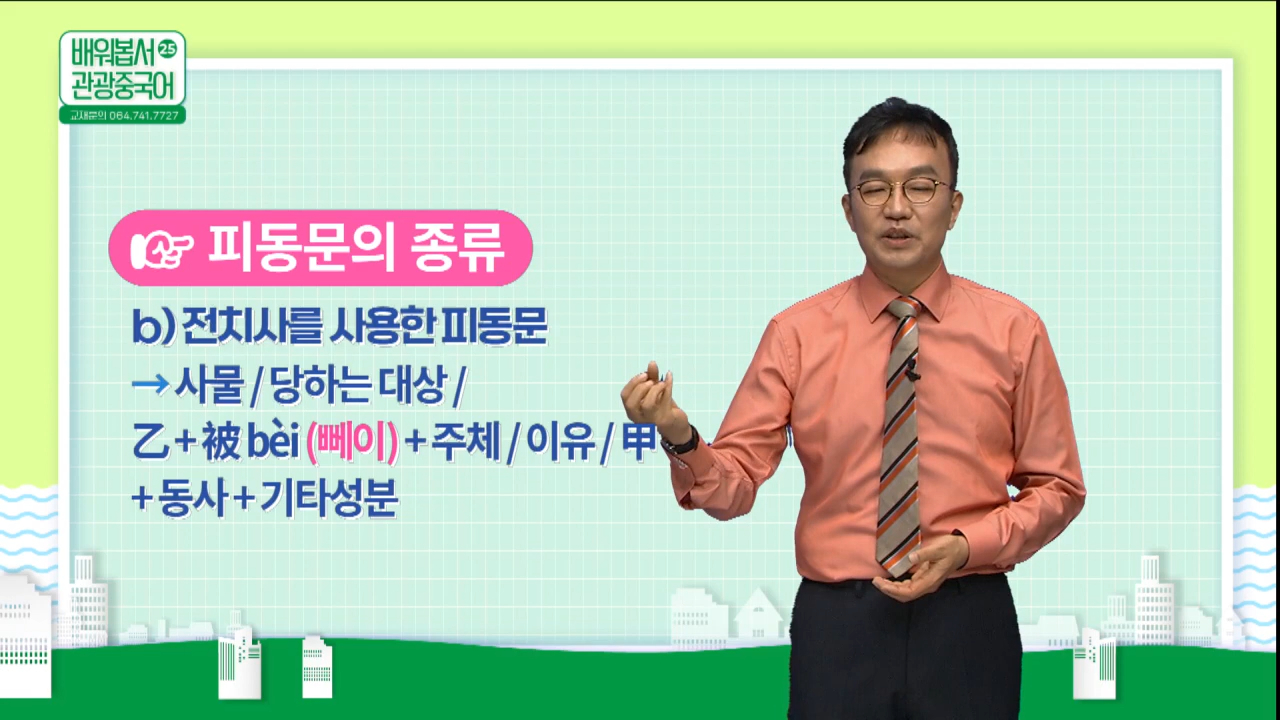 배워봅서 25
관광중국어
교재문의 064.741.7727
피동문의 종류
b) 전치사를 사용한 피동문
→ 사물 / 당하는 대상 /
乙 + 被 bèi (뻬이) + 주체 / 이유 / 甲
+ 동사 + 기타성분